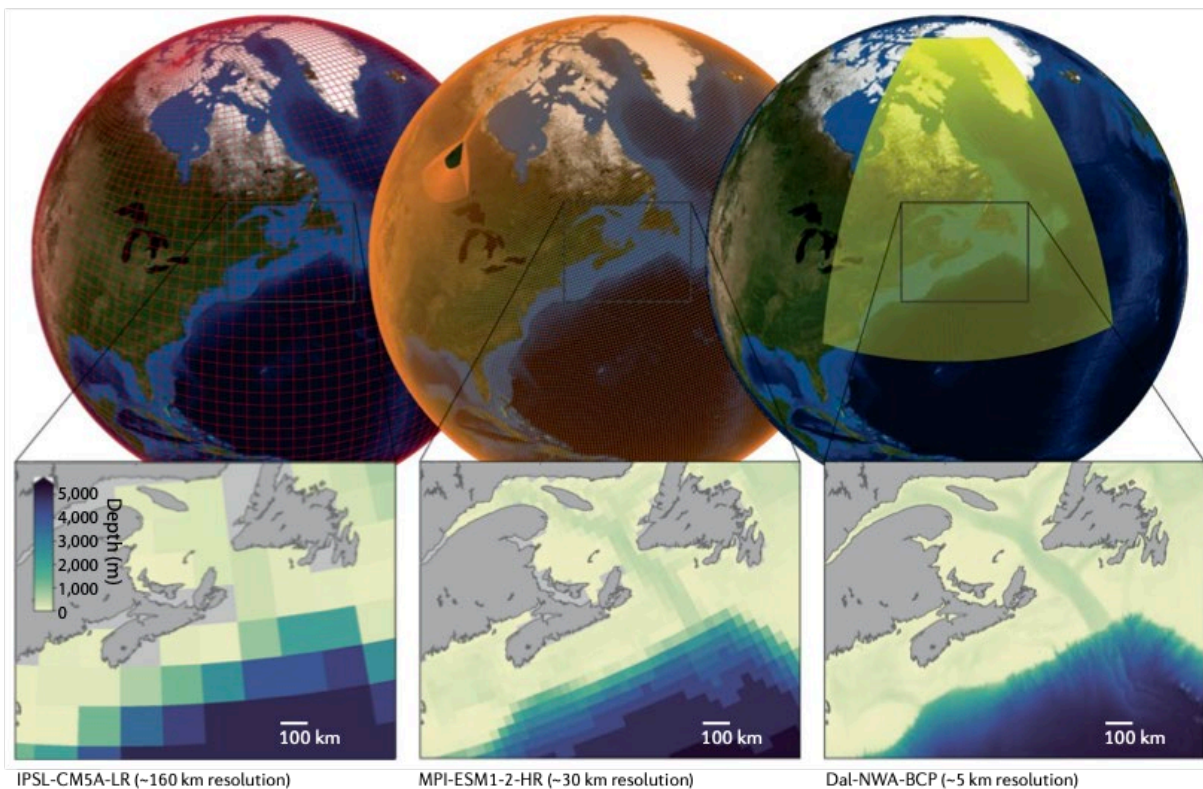 5,000
4,000
3,000
2,000
1,000
0
Depth (m)
100 km
100 km
100 km
IPSL-CM5A-LR (~160 km resolution)
MPI-ESM1-2-HR (~30 km resolution)
Dal-NWA-BCP (~5 km resolution)